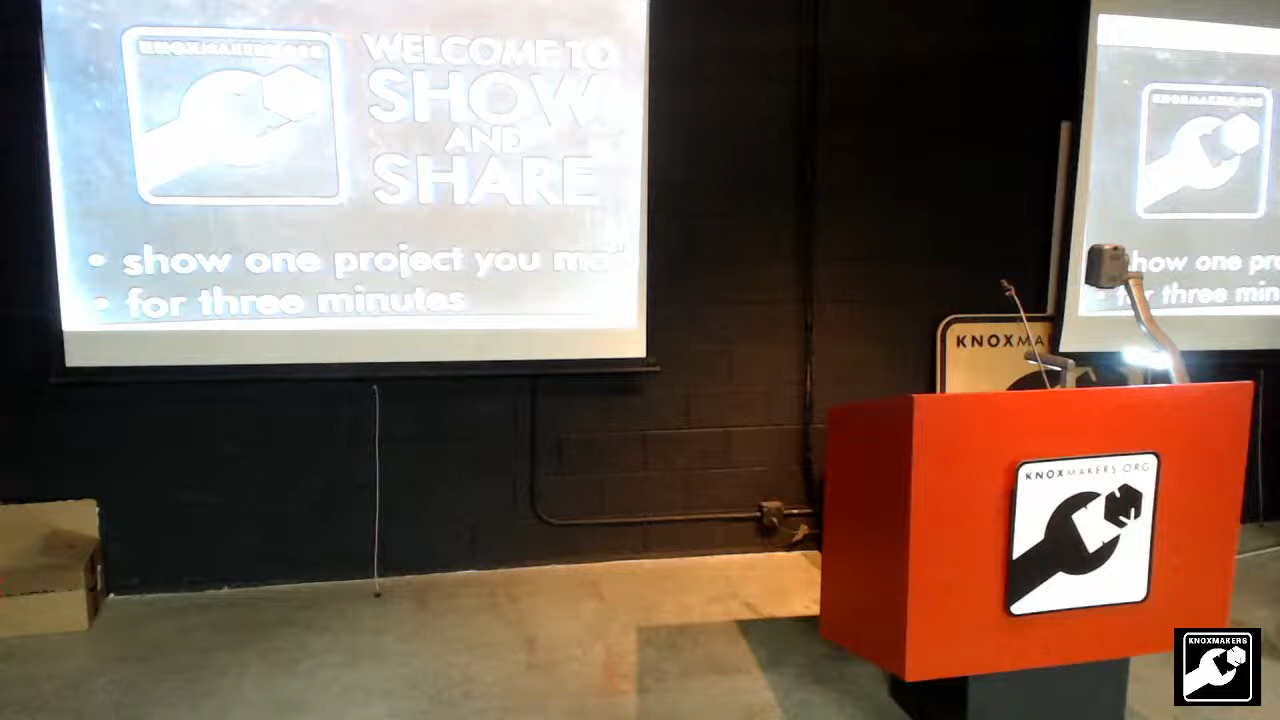 KNOXMAKERS.ORG
WELCOME TO
SHOW
AND
SHARE
• show one project you
• for three minutes
KNOXMAKERS.ORG
how one pro
three min
KNOXMA
KNOXMAKERS.ORG
KNOXMAKERS